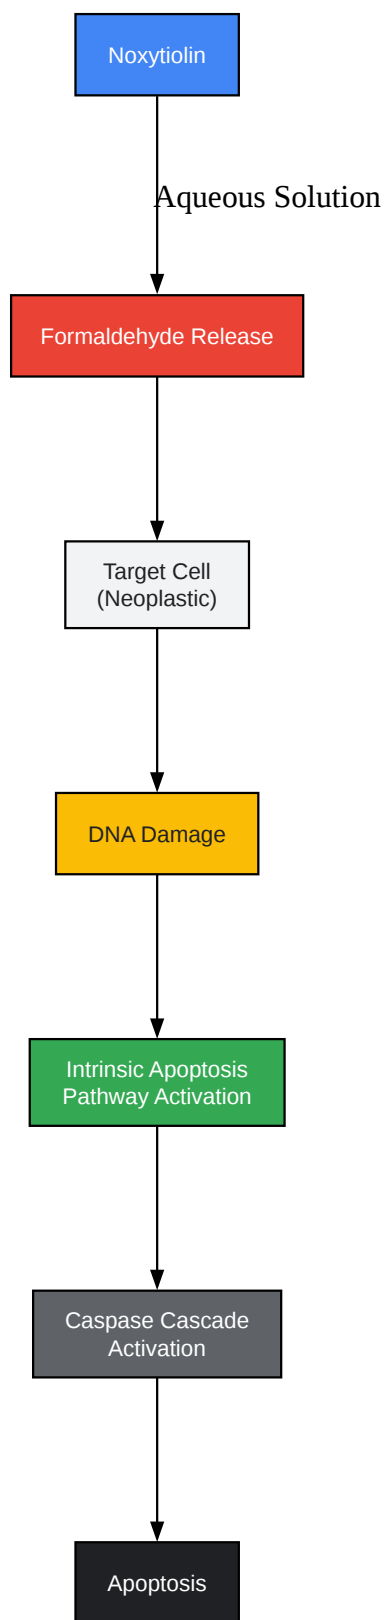 Noxytiolin
Aqueous Solution
Formaldehyde Release
Target Cell
(Neoplastic)
DNA Damage
Intrinsic Apoptosis
Pathway Activation
Caspase Cascade
Activation
Apoptosis